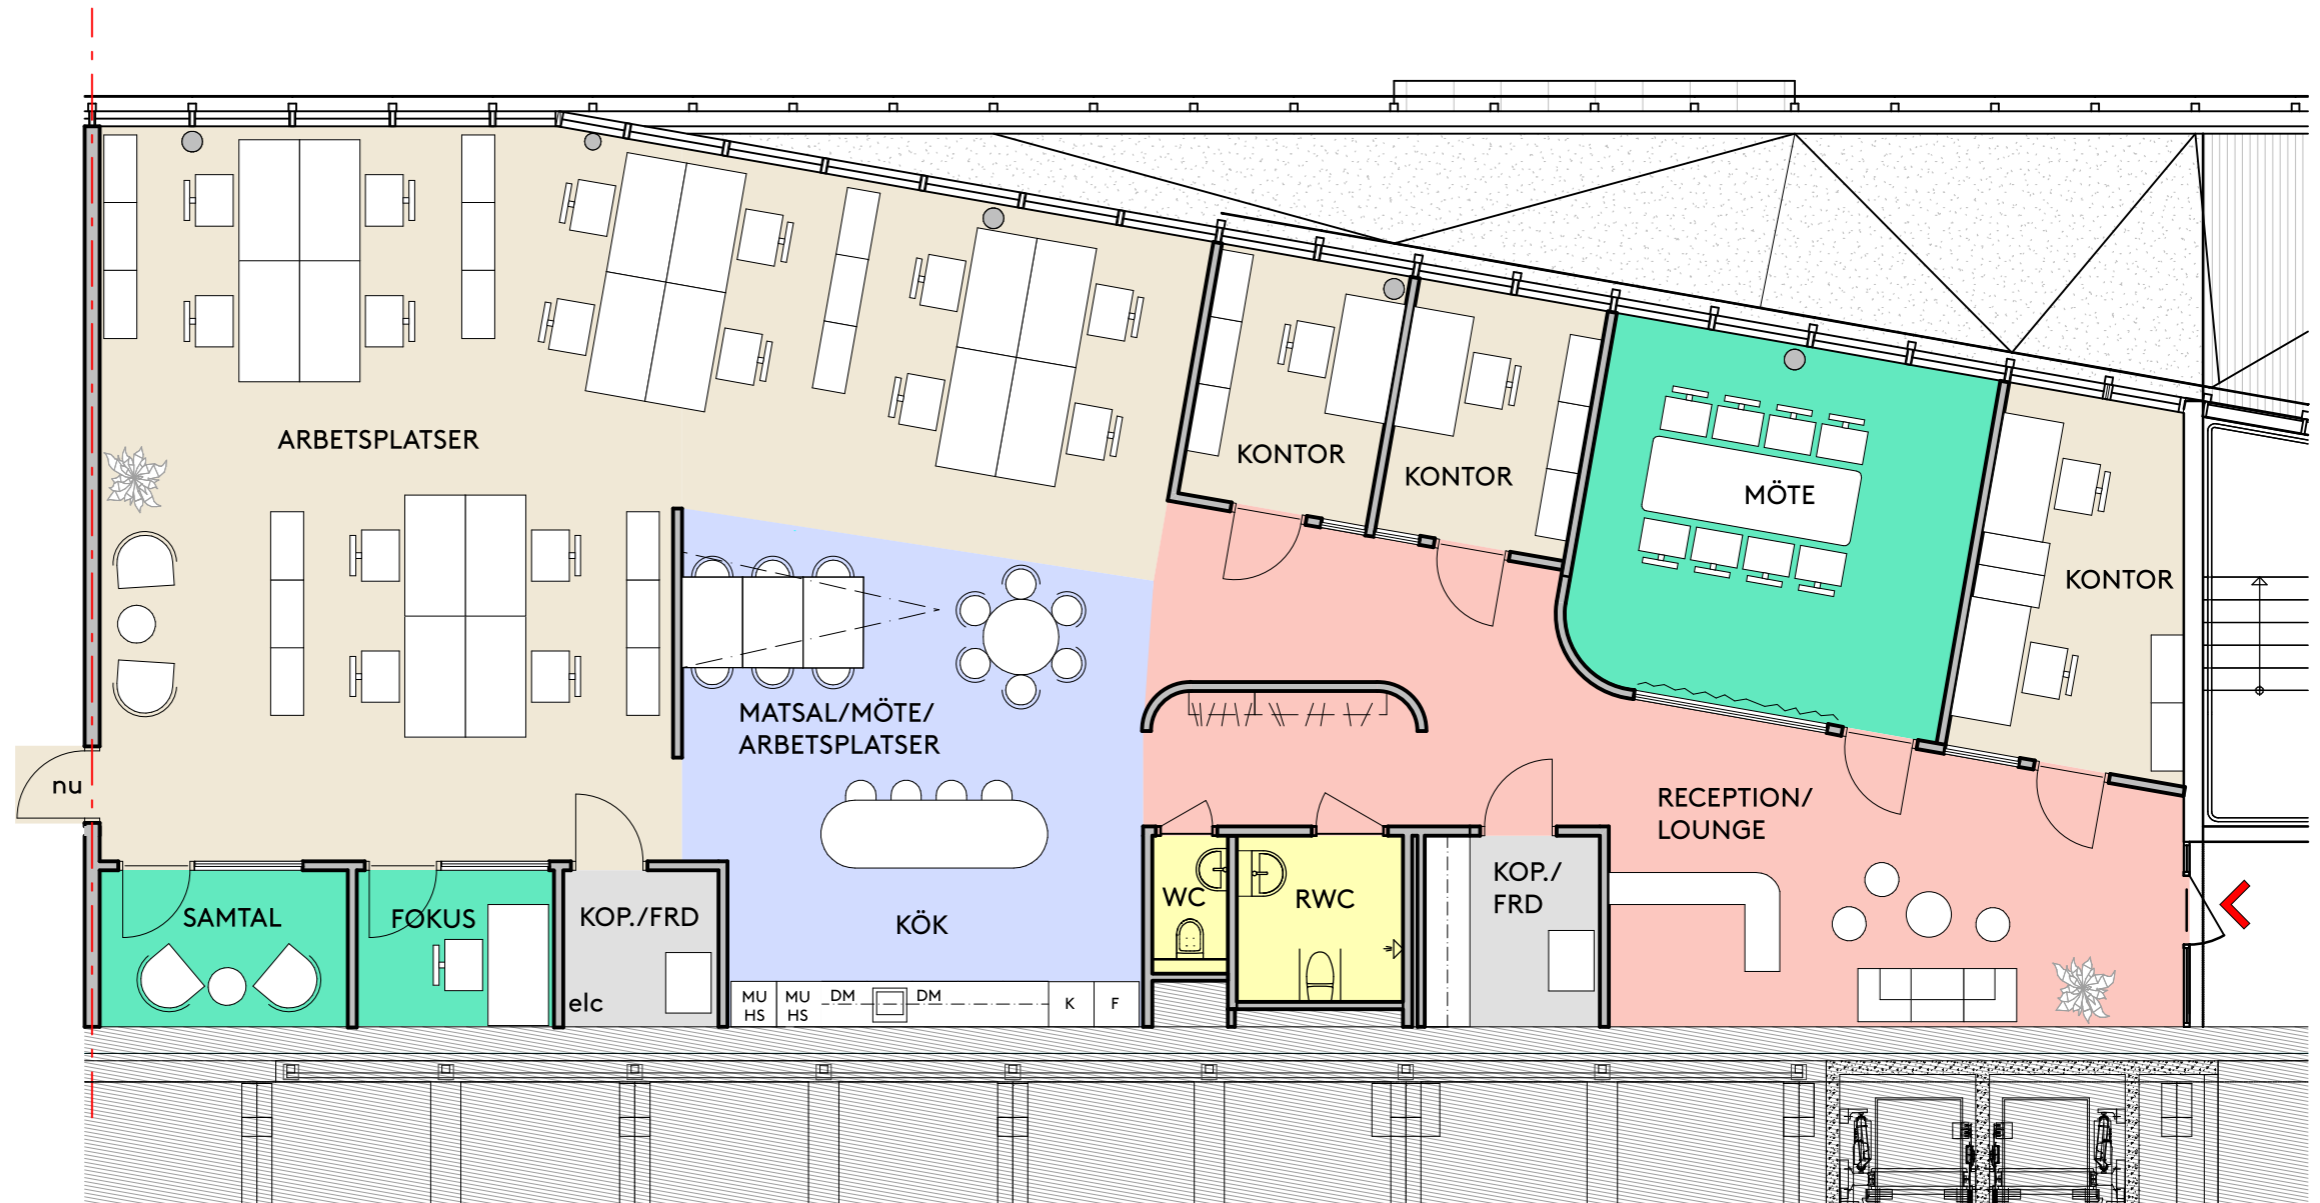 ARBETSPLATSER
KONTOR
KONTOR
MÖTE
KONTOR
MATSAL/MÖTE/
ARBETSPLATSER
nu
RECEPTION/
LOUNGE
SAMTAL
FOKUS
KOP./FRD
elc
KÖK
WC
RWC
KOP./
FRD
MU
HS
MU
HS
DM
DM
K
F